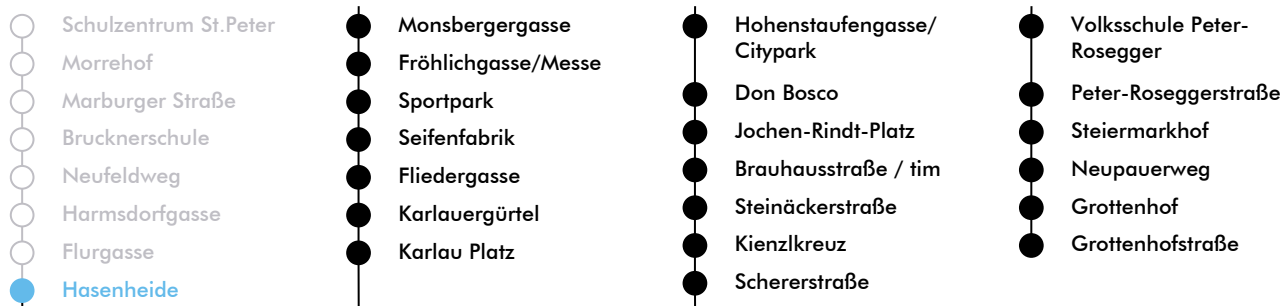 Schulzentrum St.Peter
Morrehof
Marburger Straße
Brucknerschule
Neufeldweg
Harmsdorfgasse
Flurgasse
Hasenheide
Monsbergergasse
Fröhlichgasse/Messe
Sportpark
Seifenfabrik
Fliedergasse
Karlauergürtel
Karlau Platz
Hohenstaufengasse/
Citypark
Don Bosco
Jochen-Rindt-Platz
Brauhausstraße / tim
Steinäckerstraße
Kienzlkreuz
Schererstraße
Volksschule Peter-
Rosegger
Peter-Roseggerstraße
Steiermarkhof
Neupauerweg
Grottenhof
Grottenhofstraße